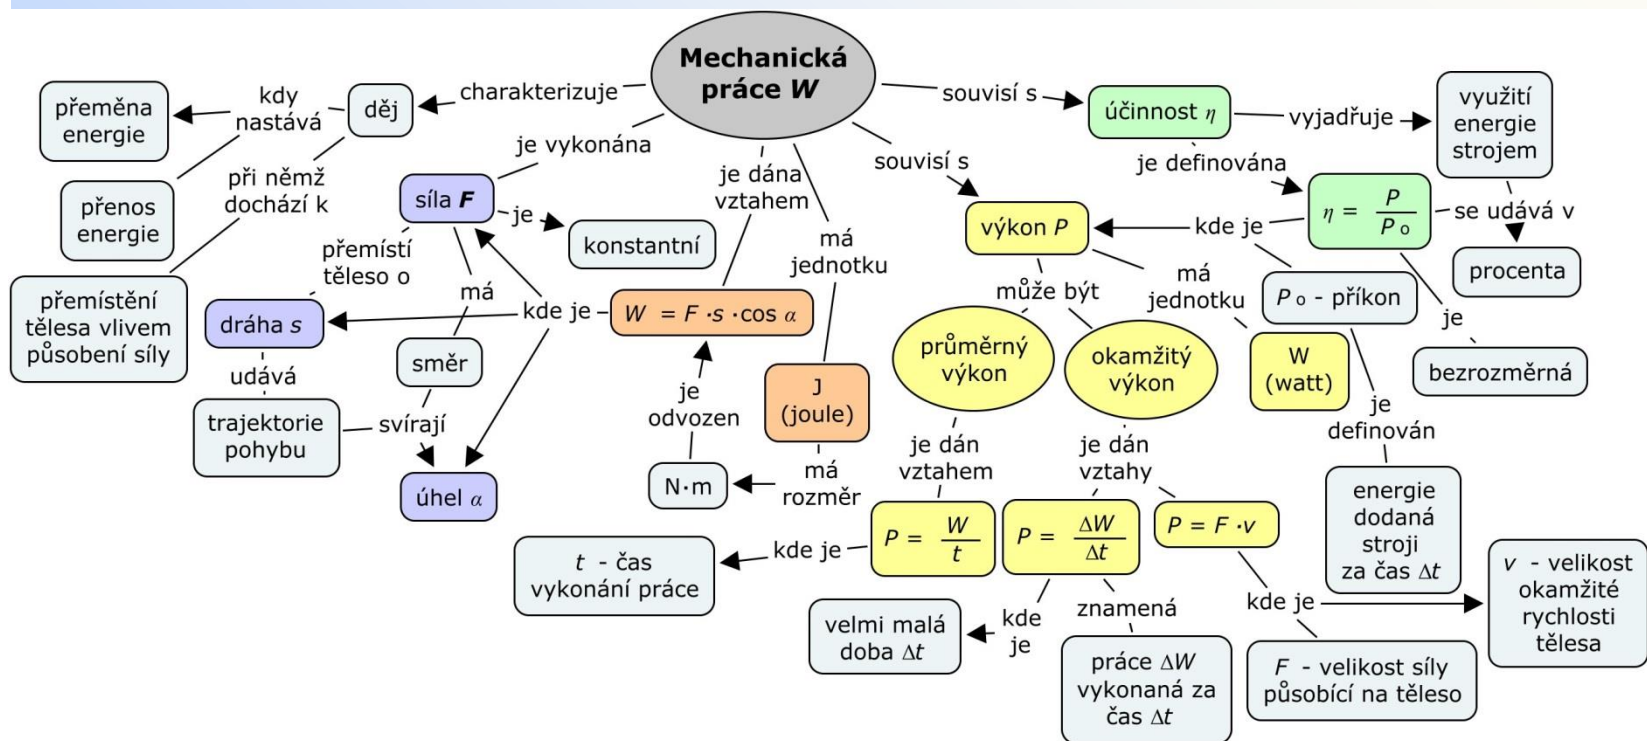 Mechanická
práce W
charakterizuje
děj
kdy
nastává
přeměna
energie
přenos
energie
při němž
dochází k
přemístění
tělesa vlivem
působení síly
je vykonána
síla F
je
konstantní
přemístí
těleso o
dráha s
udává
trajektorie
pohybu
má
směr
svírají
úhel α
je dána
vztahem
W = F · s · cos α
kde je
má
jednotku
J
(joule)
má
rozměr
N·m
je
odvozen
souvisí s
výkon P
může být
průměrný
výkon
je dán
vztahem
P = W
t
kde je
t - čas
vykonání práce
okamžitý
výkon
je dán
vztahy
P = ΔW
Δt
kde
je
velmi malá
doba Δt
znamená
práce ΔW
vykonaná za
čas Δt
P = F · v
kde je
F - velikost síly
působící na těleso
v - velikost
okamžité
rychlosti
tělesa
má
jednotku
W
(watt)
souvisí s
účinnost η
vyjadřuje
využití
energie
strojem
je definována
η = P
P₀
se udává v
procenta
kde je
P₀ - příkon
je
definován
energie
dodaná
stroji
za čas Δt
je
bezrozměrná